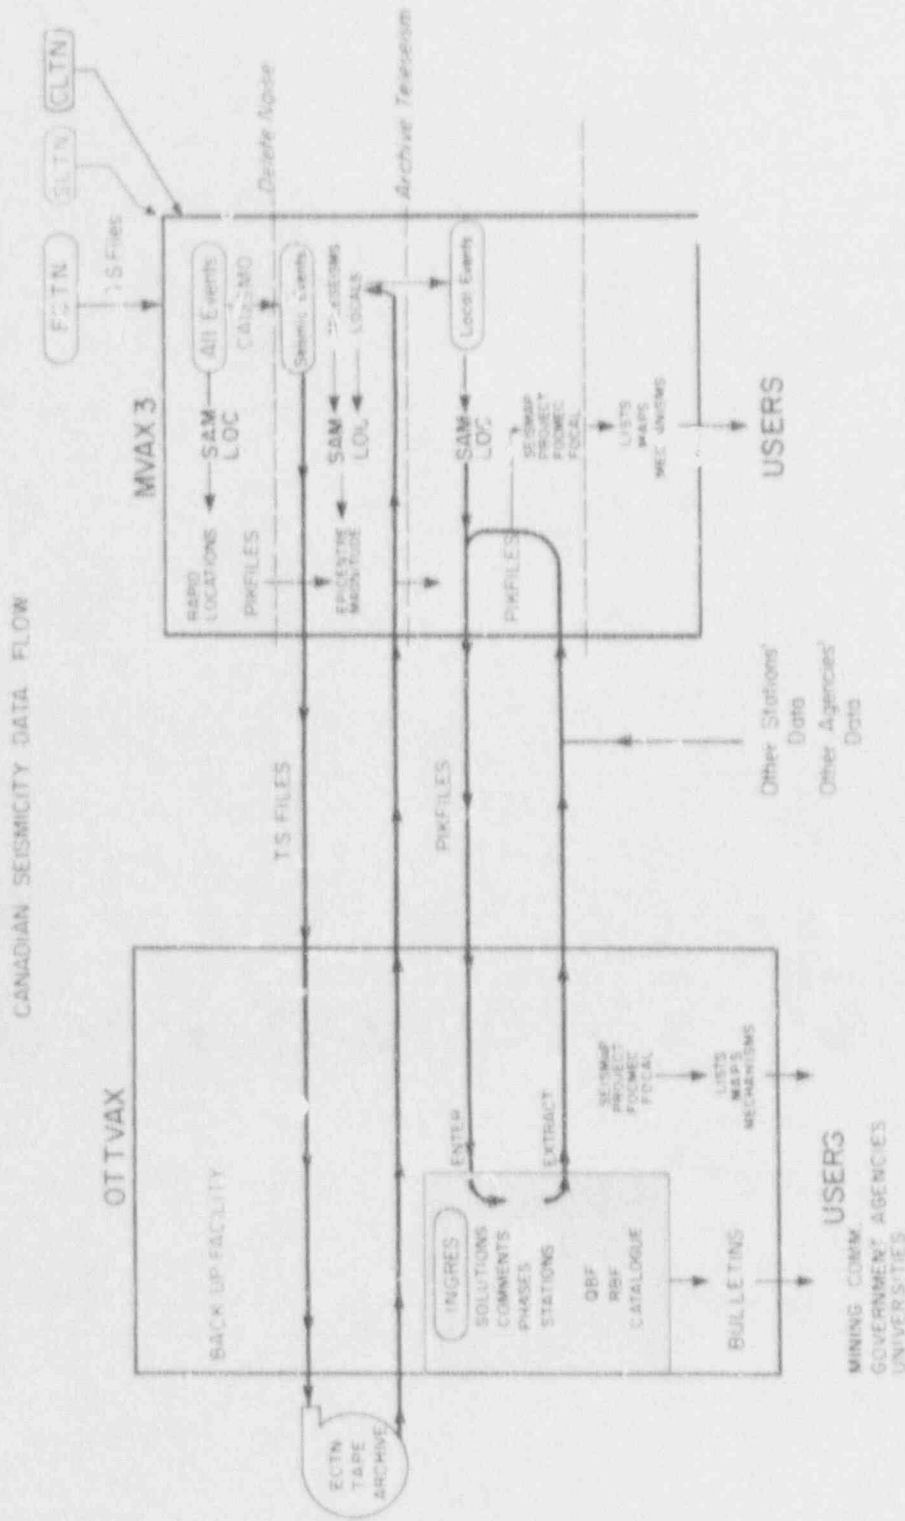 CANADIAN SEISMICITY DATA FLOW
OTTVAX
MVAX 3
CLTN
TS Files
BACK UP FACILITY
ECTN
TAPE
ARCHIVE
TS FILES
All Events
SAM
LOC
RAPID
LOCATIONS
Delete Noise
PIKFILES
Seismic Events
LOCALS
SAM
LOC
EPICENTRE
MAGNITUDE
Archive Teleseism
Local Events
SAM
LOC
PIKFILES
PIKFILES
SEISMAP
PROJECT
FOCMEC
FOCAL
LISTS
MAPS
USERS
INGRES
SOLUTIONS
COMMENTS
PHASES
STATIONS
QBF
RBF
CATALOGUE
ENTER
EXTRACT
SEISMAP
PROJECT
FOCMEC
FOCAL
LISTS
MAPS
MECHANISMS
BULLETINS
USERG
MINING COMM.
GOVERNMENT AGENCIES
UNIVERSITIES
Other Stations'
Data
Other Agencies'
Data